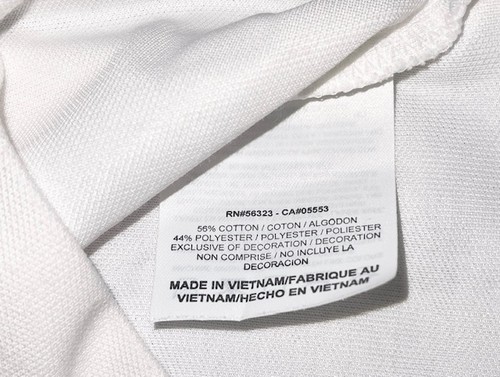 RN#56323 - CA#05553
56% COTTON / COTON / ALGODON
44% POLYESTER / POLYESTER / POLIESTER
EXCLUSIVE OF DECORATION / DECORATION
NON COMPRISE / NO INCLUYE LA
DECORACION
MADE IN VIETNAM/FABRIQUE AU
VIETNAM/HECHO EN VIETNAM